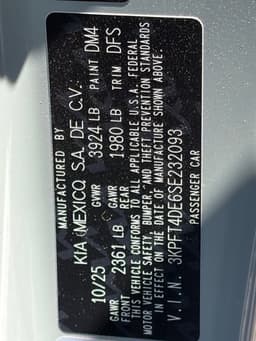 MANUFACTURED BY
KIA MEXICO, S.A. DE C.V.
10/25 GVWR 3924 LB PAINT DM4
GAWR FRONT 2361 LB GAWR REAR 1980 LB TRIM DFS
THIS VEHICLE CONFORMS TO ALL APPLICABLE U.S.A. FEDERAL
MOTOR VEHICLE SAFETY, BUMPER, AND THEFT PREVENTION STANDARDS
IN EFFECT ON THE DATE OF MANUFACTURE SHOWN ABOVE.
V.I.N. 3KPFT4DE6SE232093
PASSENGER CAR